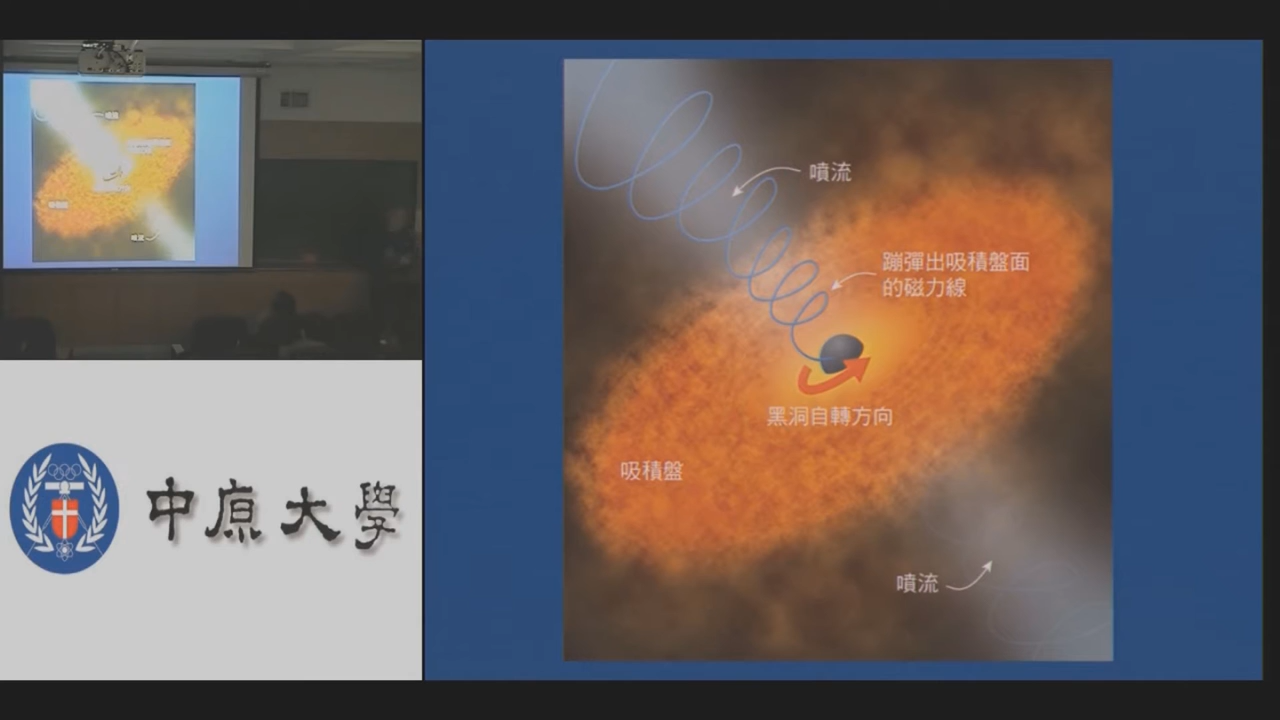 噴流
蹦彈出吸積盤面
的磁力線
黑洞自轉方向
吸積盤
噴流
中原大學